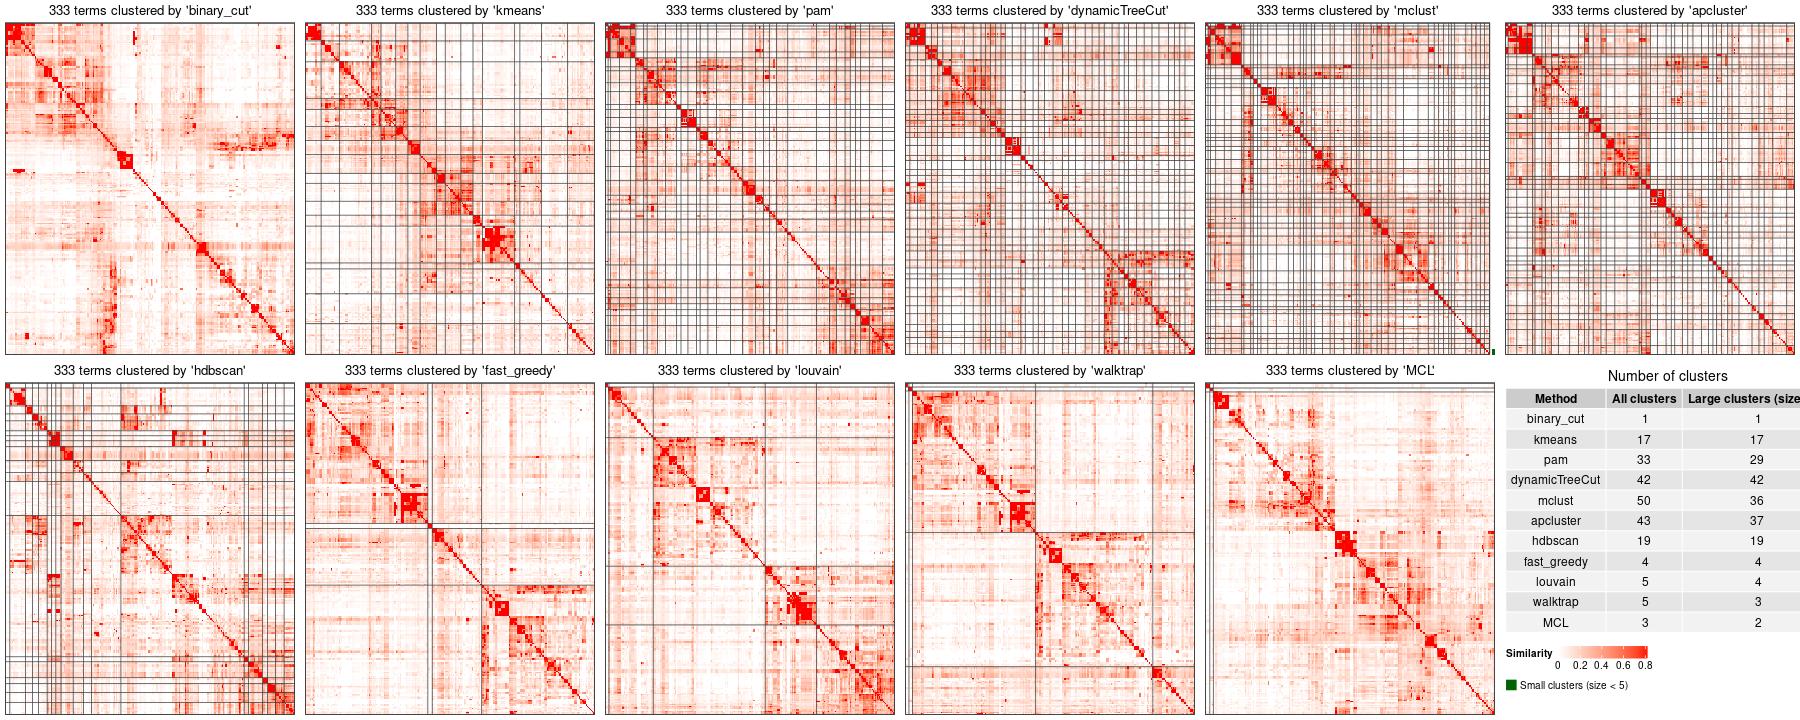 333 terms clustered by 'binary_cut'
333 terms clustered by 'kmeans'
333 terms clustered by 'pam'
333 terms clustered by 'dynamicTreeCut'
333 terms clustered by 'mclust'
333 terms clustered by 'apcluster'
333 terms clustered by 'hdbscan'
333 terms clustered by 'fast_greedy'
333 terms clustered by 'louvain'
333 terms clustered by 'walktrap'
333 terms clustered by 'MCL'
Number of clusters
Method All clusters Large clusters (size
binary_cut 1 1
kmeans 17 17
pam 33 29
dynamicTreeCut 42 42
mclust 50 36
apcluster 43 37
hdbscan 19 19
fast_greedy 4 4
louvain 5 4
walktrap 5 3
MCL 3 2
Similarity
0 0.2 0.4 0.6 0.8
Small clusters (size < 5)